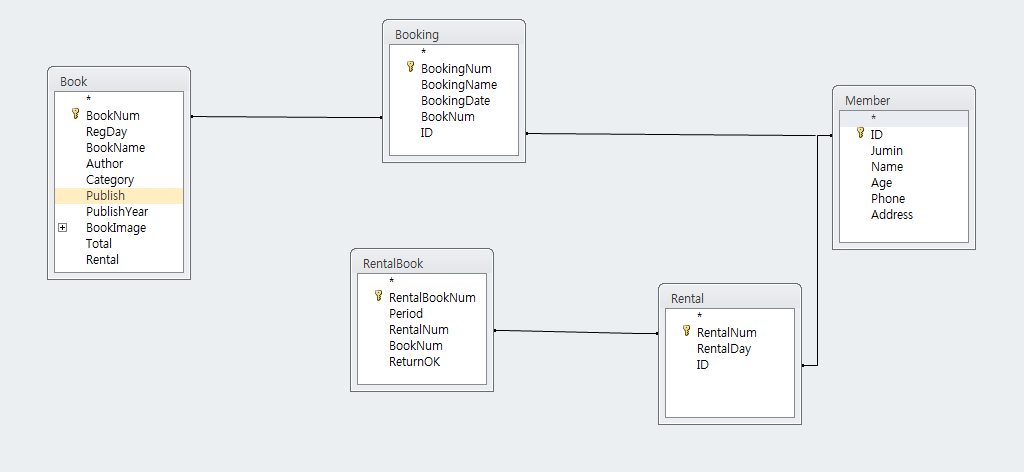 Book
*
BookNum
RegDay
BookName
Author
Category
Publish
PublishYear
BookImage
Total
Rental
Booking
*
BookingNum
BookingName
BookingDate
BookNum
ID
Member
*
ID
Jumin
Name
Age
Phone
Address
RentalBook
*
RentalBookNum
Period
RentalNum
BookNum
ReturnOK
Rental
*
RentalNum
RentalDay
ID